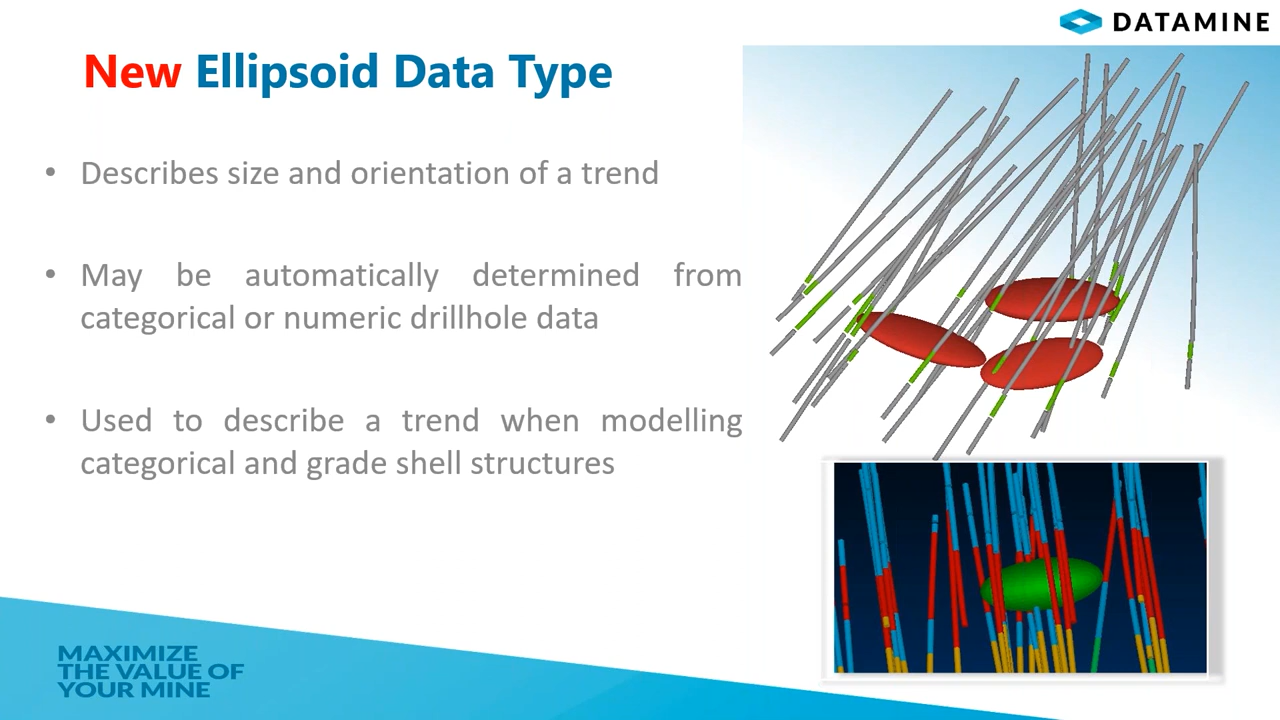 DATAMINE
New Ellipsoid Data Type
• Describes size and orientation of a trend
• May be automatically determined from
categorical or numeric drillhole data
• Used to describe a trend when modelling
categorical and grade shell structures
MAXIMIZE
THE VALUE OF
YOUR MINE